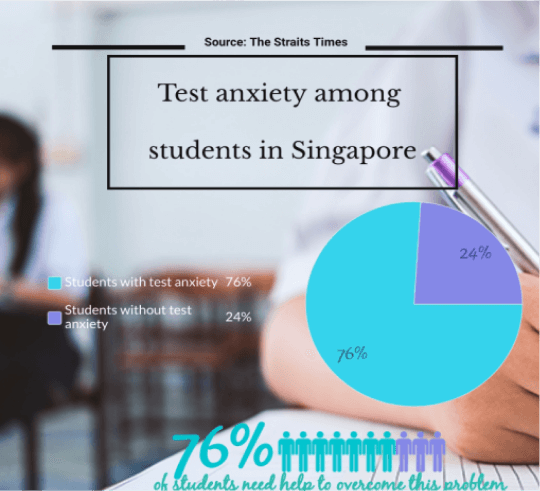 Source: The Straits Times
Test anxiety among
students in Singapore
Students with test anxiety 76%
Students without test
anxiety 24%
24%
76%
76%
of students need help to overcome this problem